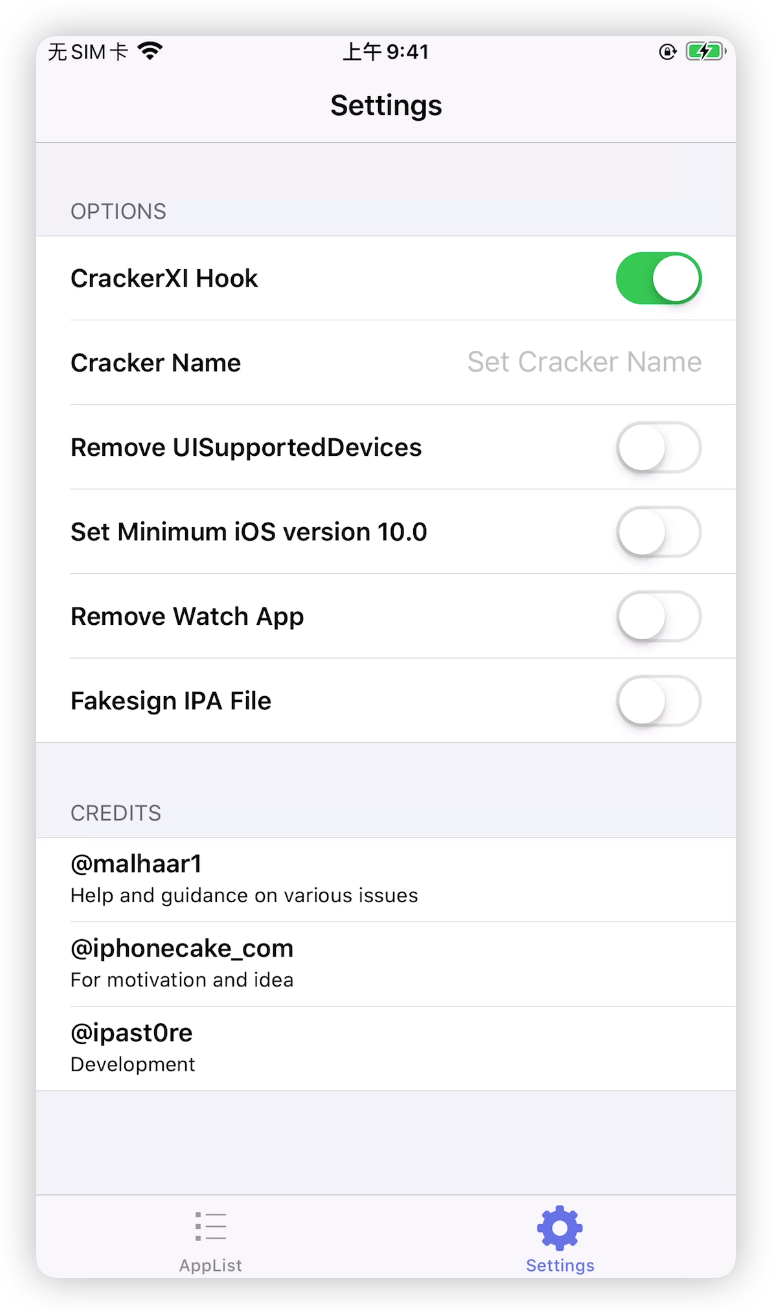 无SIM卡 上午9:41
Settings
OPTIONS
CrackerXI Hook
Cracker Name Set Cracker Name
Remove UISupportedDevices
Set Minimum iOS version 10.0
Remove Watch App
Fakesign IPA File
CREDITS
@malhaar1
Help and guidance on various issues
@iphonecake_com
For motivation and idea
@ipast0re
Development
AppList Settings